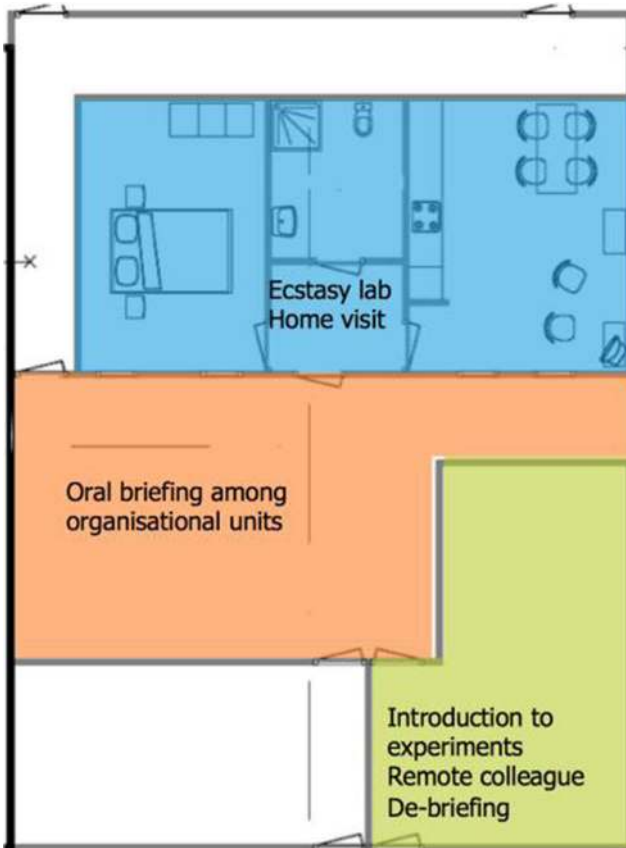 Ecstasy lab
Home visit
Oral briefing among
organisational units
Introduction to
experiments
Remote colleague
De-briefing